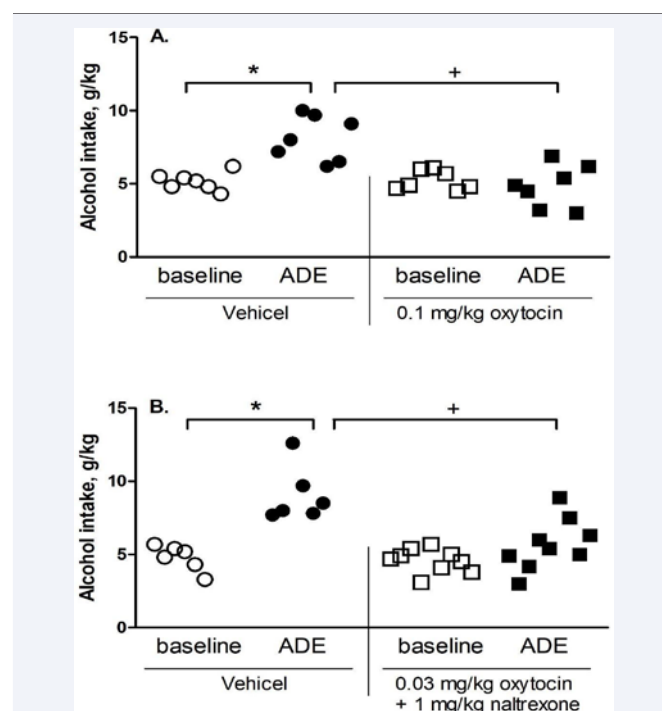 15
A.
*
+
10
5
0
Alcohol intake, g/kg
baseline ADE baseline ADE
Vehicel 0.1 mg/kg oxytocin
15
B.
*
+
10
5
0
Alcohol intake, g/kg
baseline ADE baseline ADE
Vehicel 0.03 mg/kg oxytocin
+ 1 mg/kg naltrexone